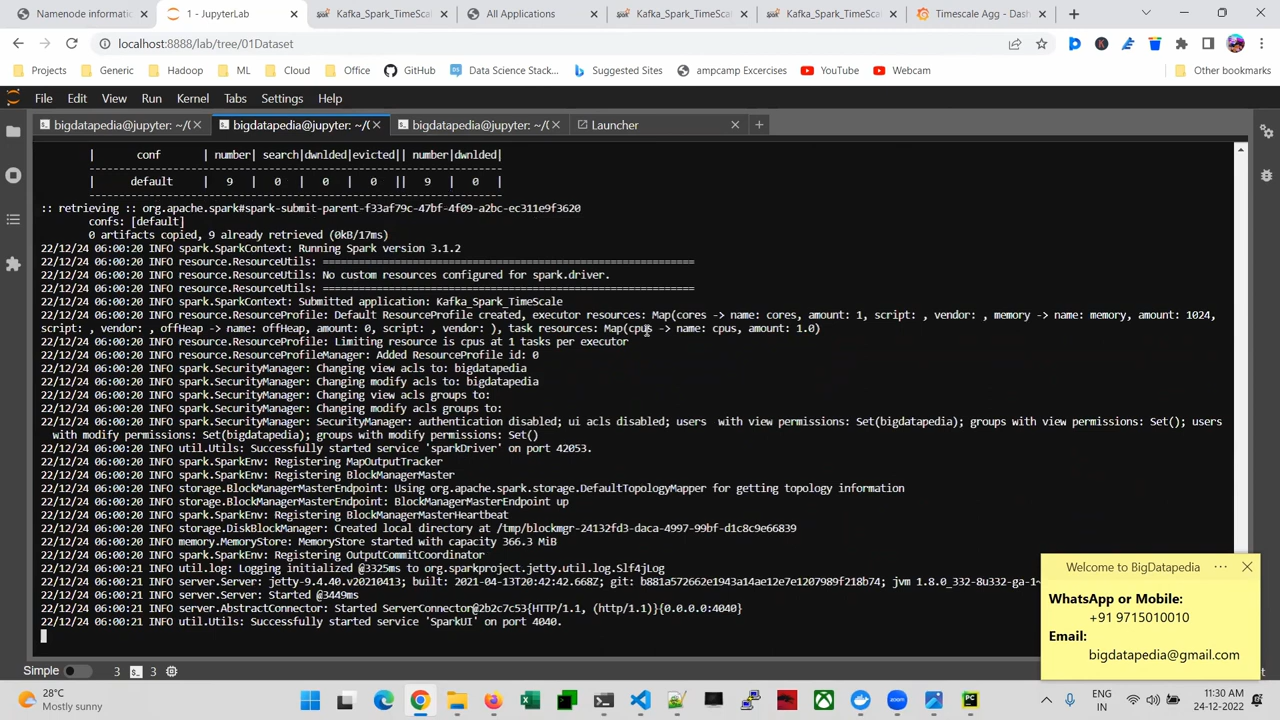 Namenode informati
1 - JupyterLab
Kafka_Spark_TimeScale
All Applications
Kafka_Spark_TimeSc
Kafka_Spark_TimeSc
Timescale Agg - Dash
localhost:8888/lab/tree/01Dataset
Projects
Generic
Hadoop
ML
Cloud
Office
GitHub
Data Science Stack...
Suggested Sites
ampcamp Excercises
YouTube
Webcam
Other bookmarks
File Edit View Run Kernel Tabs Settings Help
bigdatapedia@jupyter: ~/(
bigdatapedia@jupyter: ~/(
bigdatapedia@jupyter: ~/(
Launcher
| conf | number| search|dwnlded|evicted|| number|dwnlded|
---------------------------------------------------------------------
| default | 9 | 0 | 0 | 0 || 9 | 0 |
---------------------------------------------------------------------
:: retrieving :: org.apache.spark#spark-submit-parent-f33af79c-47bf-4f09-a2bc-ec311e9f3620
confs: [default]
0 artifacts copied, 9 already retrieved (0kB/17ms)
22/12/24 06:00:20 INFO spark.SparkContext: Running Spark version 3.1.2
22/12/24 06:00:20 INFO resource.ResourceUtils: ==============================================================
22/12/24 06:00:20 INFO resource.ResourceUtils: No custom resources configured for spark.driver.
22/12/24 06:00:20 INFO resource.ResourceUtils: ==============================================================
22/12/24 06:00:20 INFO spark.SparkContext: Submitted application: Kafka_Spark_TimeScale
22/12/24 06:00:20 INFO resource.ResourceProfile: Default ResourceProfile created, executor resources: Map(cores -> name: cores, amount: 1, script: , vendor: , memory -> name: memory, amount: 1024,
script: , vendor: , offHeap -> name: offHeap, amount: 0, script: , vendor: ), task resources: Map(cpus -> name: cpus, amount: 1.0)
22/12/24 06:00:20 INFO resource.ResourceProfile: Limiting resource is cpus at 1 tasks per executor
22/12/24 06:00:20 INFO resource.ResourceProfileManager: Added ResourceProfile id: 0
22/12/24 06:00:20 INFO spark.SecurityManager: Changing view acls to: bigdatapedia
22/12/24 06:00:20 INFO spark.SecurityManager: Changing modify acls to: bigdatapedia
22/12/24 06:00:20 INFO spark.SecurityManager: Changing view acls groups to:
22/12/24 06:00:20 INFO spark.SecurityManager: Changing modify acls groups to:
22/12/24 06:00:20 INFO spark.SecurityManager: SecurityManager: authentication disabled; ui acls disabled; users  with view permissions: Set(bigdatapedia); groups with view permissions: Set(); users
with modify permissions: Set(bigdatapedia); groups with modify permissions: Set()
22/12/24 06:00:20 INFO util.Utils: Successfully started service 'sparkDriver' on port 42053.
22/12/24 06:00:20 INFO spark.SparkEnv: Registering MapOutputTracker
22/12/24 06:00:20 INFO spark.SparkEnv: Registering BlockManagerMaster
22/12/24 06:00:20 INFO storage.BlockManagerMasterEndpoint: Using org.apache.spark.storage.DefaultTopologyMapper for getting topology information
22/12/24 06:00:20 INFO storage.BlockManagerMasterEndpoint: BlockManagerMasterEndpoint up
22/12/24 06:00:20 INFO spark.SparkEnv: Registering BlockManagerMasterHeartbeat
22/12/24 06:00:20 INFO storage.DiskBlockManager: Created local directory at /tmp/blockmgr-24132fd3-daca-4997-99bf-d1c8c9e66839
22/12/24 06:00:20 INFO memory.MemoryStore: MemoryStore started with capacity 366.3 MiB
22/12/24 06:00:20 INFO spark.SparkEnv: Registering OutputCommitCoordinator
22/12/24 06:00:20 INFO util.log: Logging initialized @3325ms to org.sparkproject.jetty.util.log.Slf4jLog
22/12/24 06:00:21 INFO server.Server: jetty-9.4.40.v20210413; built: 2021-04-13T20:42:42.668Z; git: b881a572662e1943a14ae12e7e1207989f218b74; jvm 1.8.0_332-8u332-ga-1~
22/12/24 06:00:21 INFO server.Server: Started @3449ms
22/12/24 06:00:21 INFO server.AbstractConnector: Started ServerConnector@2b2c7c53{HTTP/1.1, (http/1.1)}{0.0.0.0:4040}
22/12/24 06:00:21 INFO util.Utils: Successfully started service 'SparkUI' on port 4040.
Welcome to BigDatapedia
WhatsApp or Mobile:
+91 9715010010
Email:
bigdatapedia@gmail.com
Simple 3 3
28°C
Mostly sunny
ENG
IN
11:30 AM
24-12-2022